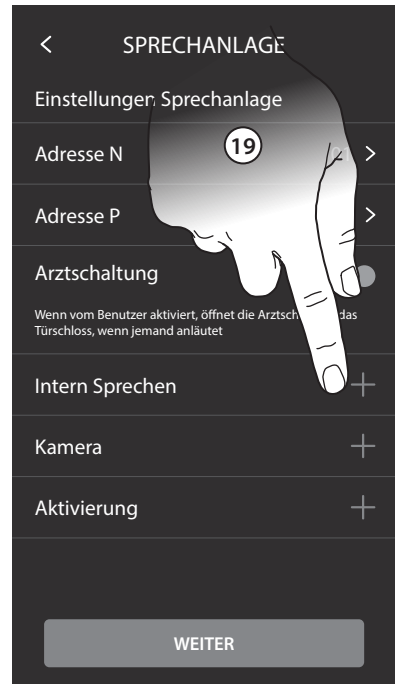 SPRECHANLAGE
Einstellungen Sprechanlage
19
Adresse N
Adresse P
Arztschaltung
Wenn vom Benutzer aktiviert, öffnet die das
Türschloss, wenn jemand anläutet
Intern Sprechen
Kamera
Aktivierung
WEITER